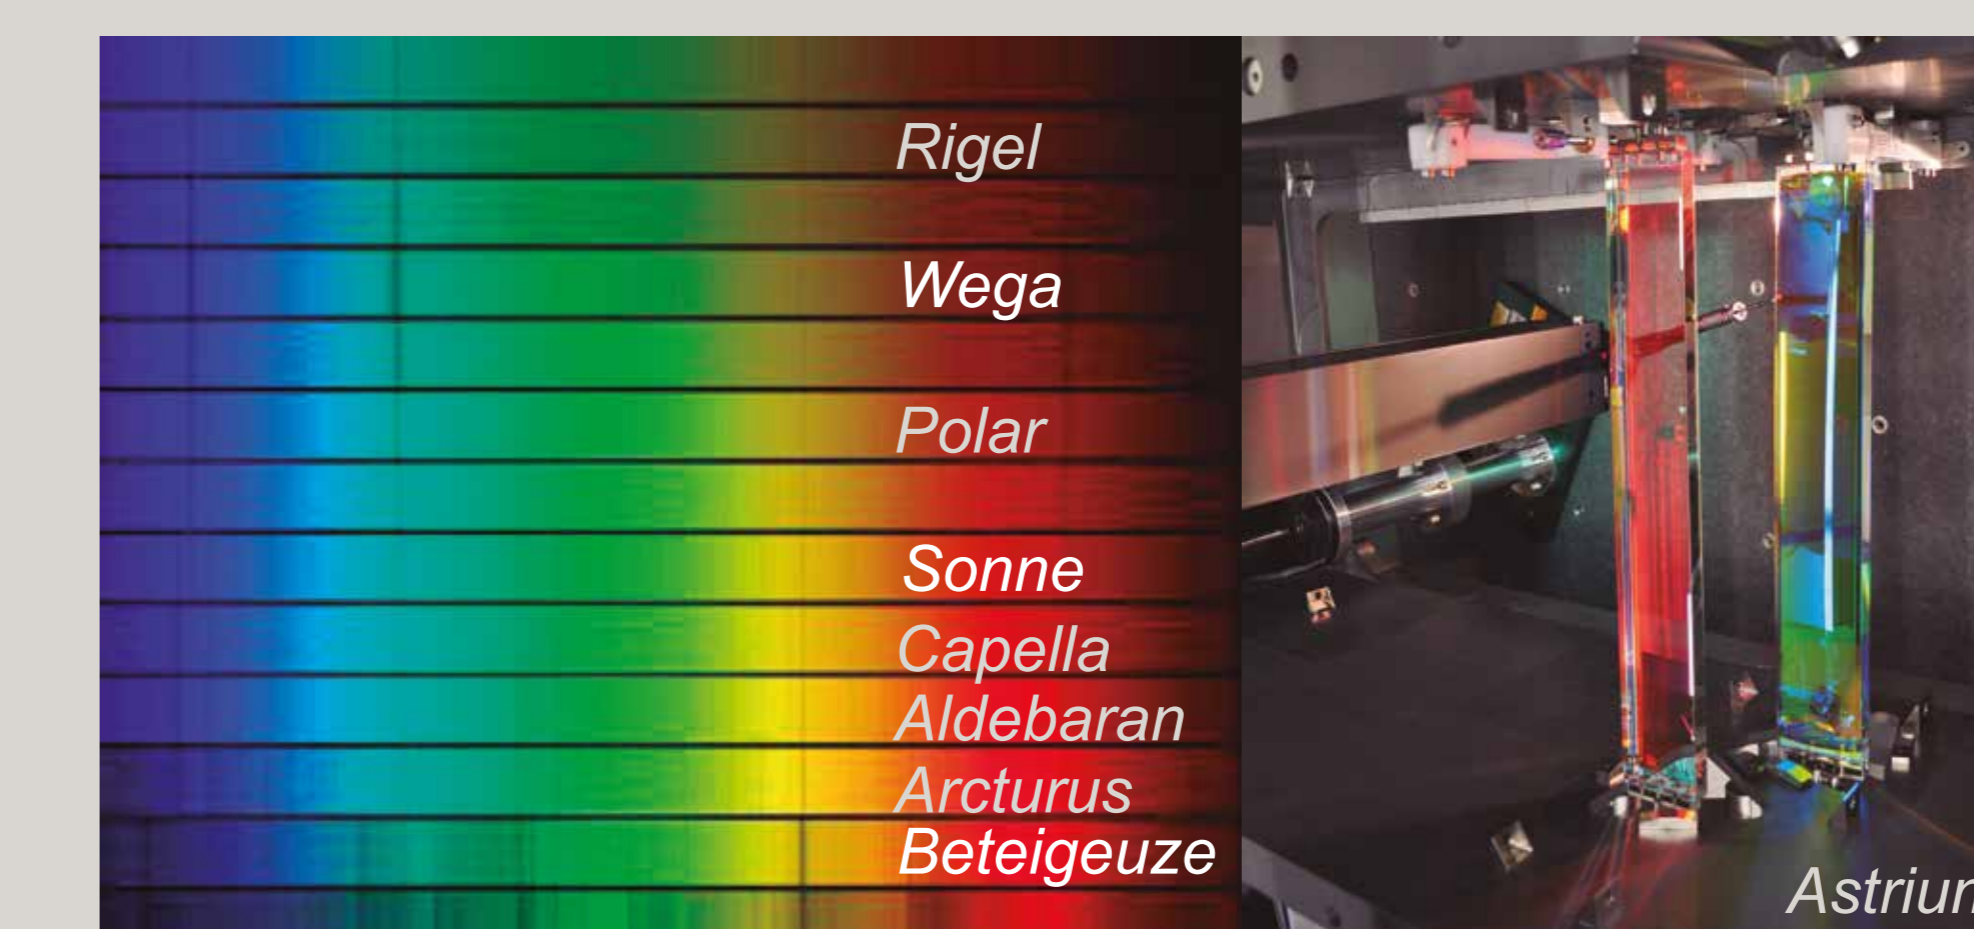 Rigel
Wega
Polar
Sonne
Capella
Aldebaran
Arcturus
Beteigeuze